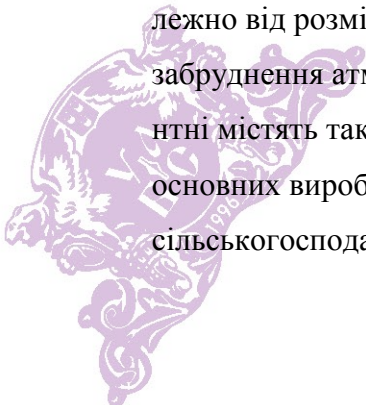 лежно від розмі
забруднення атм
нтні містять так
основних вироб
сільськогоспода